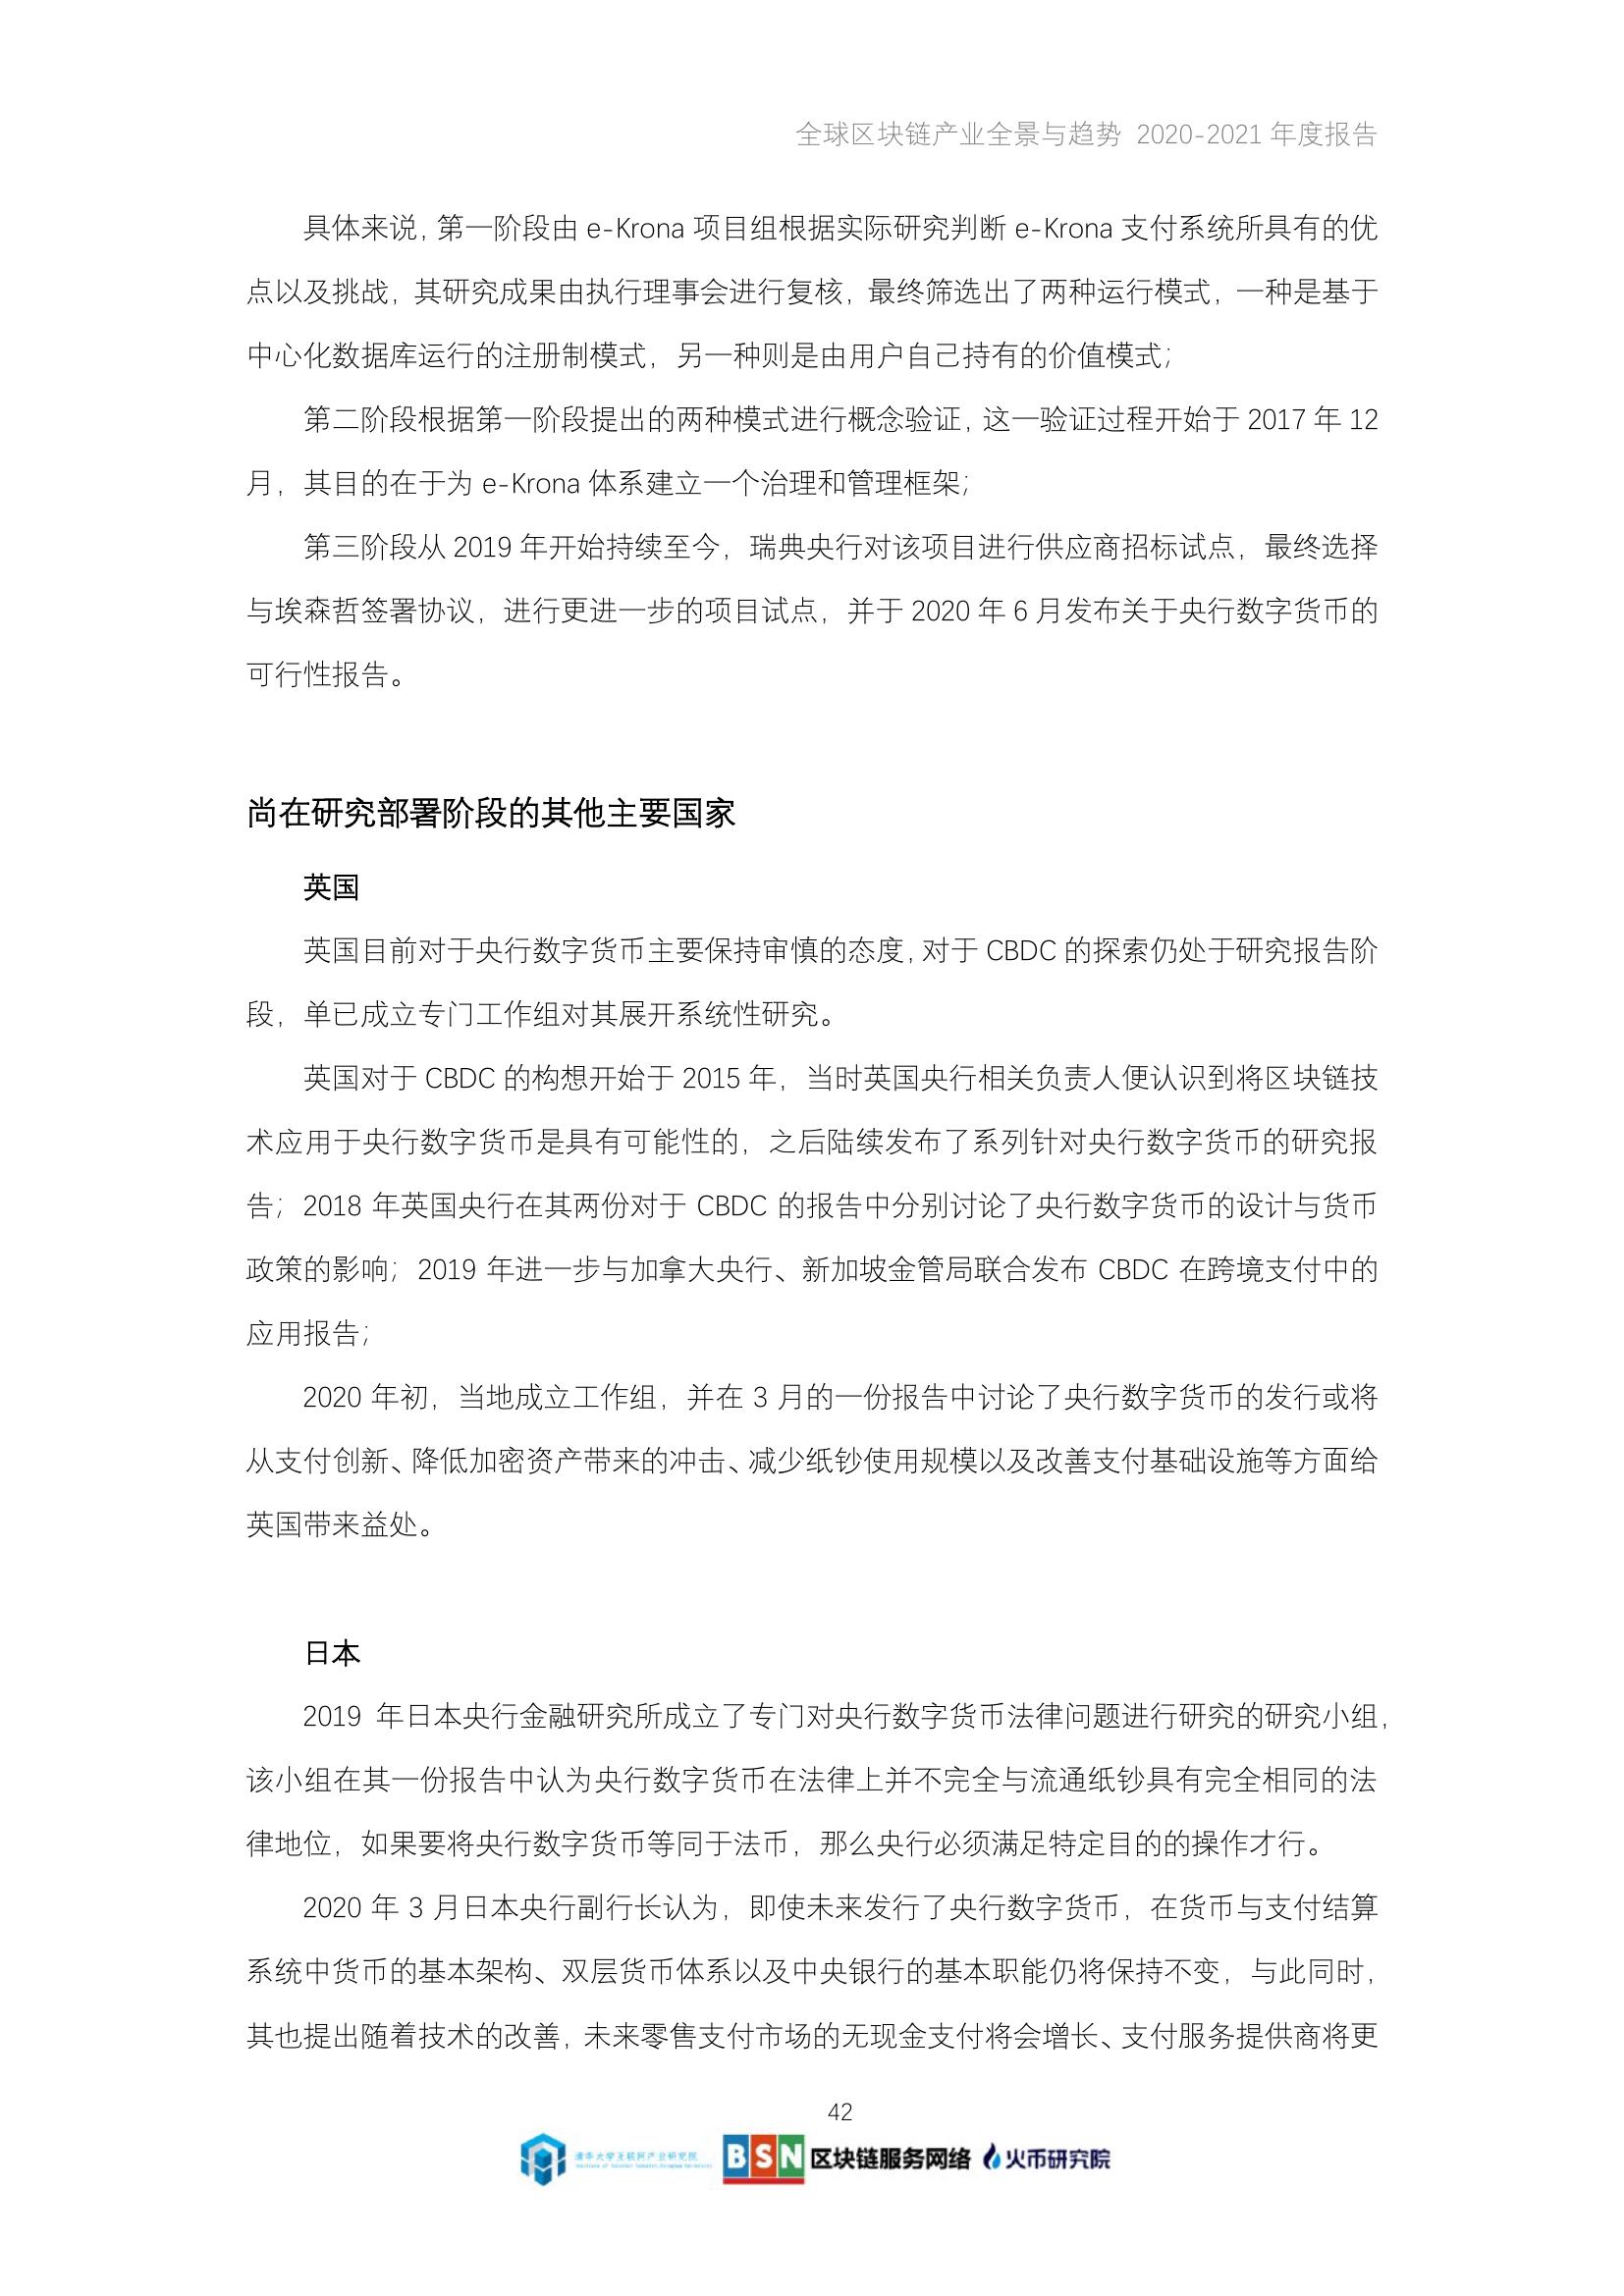 全球区块链产业全景与趋势 2020-2021 年度报告
具体来说，第一阶段由 e-Krona 项目组根据实际研究判断 e-Krona 支付系统所具有的优
点以及挑战，其研究成果由执行理事会进行复核，最终筛选出了两种运行模式，一种是基于
中心化数据库运行的注册制模式，另一种则是由用户自己持有的价值模式；
第二阶段根据第一阶段提出的两种模式进行概念验证，这一验证过程开始于 2017 年 12
月，其目的在于为 e-Krona 体系建立一个治理和管理框架；
第三阶段从 2019 年开始持续至今，瑞典央行对该项目进行供应商招标试点，最终选择
与埃森哲签署协议，进行更进一步的项目试点，并于 2020 年 6 月发布关于央行数字货币的
可行性报告。
尚在研究部署阶段的其他主要国家
英国
英国目前对于央行数字货币主要保持审慎的态度，对于 CBDC 的探索仍处于研究报告阶
段，单已成立专门工作组对其展开系统性研究。
英国对于 CBDC 的构想开始于 2015 年，当时英国央行相关负责人便认识到将区块链技
术应用于央行数字货币是具有可能性的，之后陆续发布了系列针对央行数字货币的研究报
告；2018 年英国央行在其两份对于 CBDC 的报告中分别讨论了央行数字货币的设计与货币
政策的影响；2019 年进一步与加拿大央行、新加坡金管局联合发布 CBDC 在跨境支付中的
应用报告；
2020 年初，当地成立工作组，并在 3 月的一份报告中讨论了央行数字货币的发行或将
从支付创新、降低加密资产带来的冲击、减少纸钞使用规模以及改善支付基础设施等方面给
英国带来益处。
日本
2019 年日本央行金融研究所成立了专门对央行数字货币法律问题进行研究的研究小组，
该小组在其一份报告中认为央行数字货币在法律上并不完全与流通纸钞具有完全相同的法
律地位，如果要将央行数字货币等同于法币，那么央行必须满足特定目的的操作才行。
2020 年 3 月日本央行副行长认为，即使未来发行了央行数字货币，在货币与支付结算
系统中货币的基本架构、双层货币体系以及中央银行的基本职能仍将保持不变，与此同时，
其也提出随着技术的改善，未来零售支付市场的无现金支付将会增长、支付服务提供商将更
42
清华大学互联网产业研究院 BSN 区块链服务网络 火币研究院